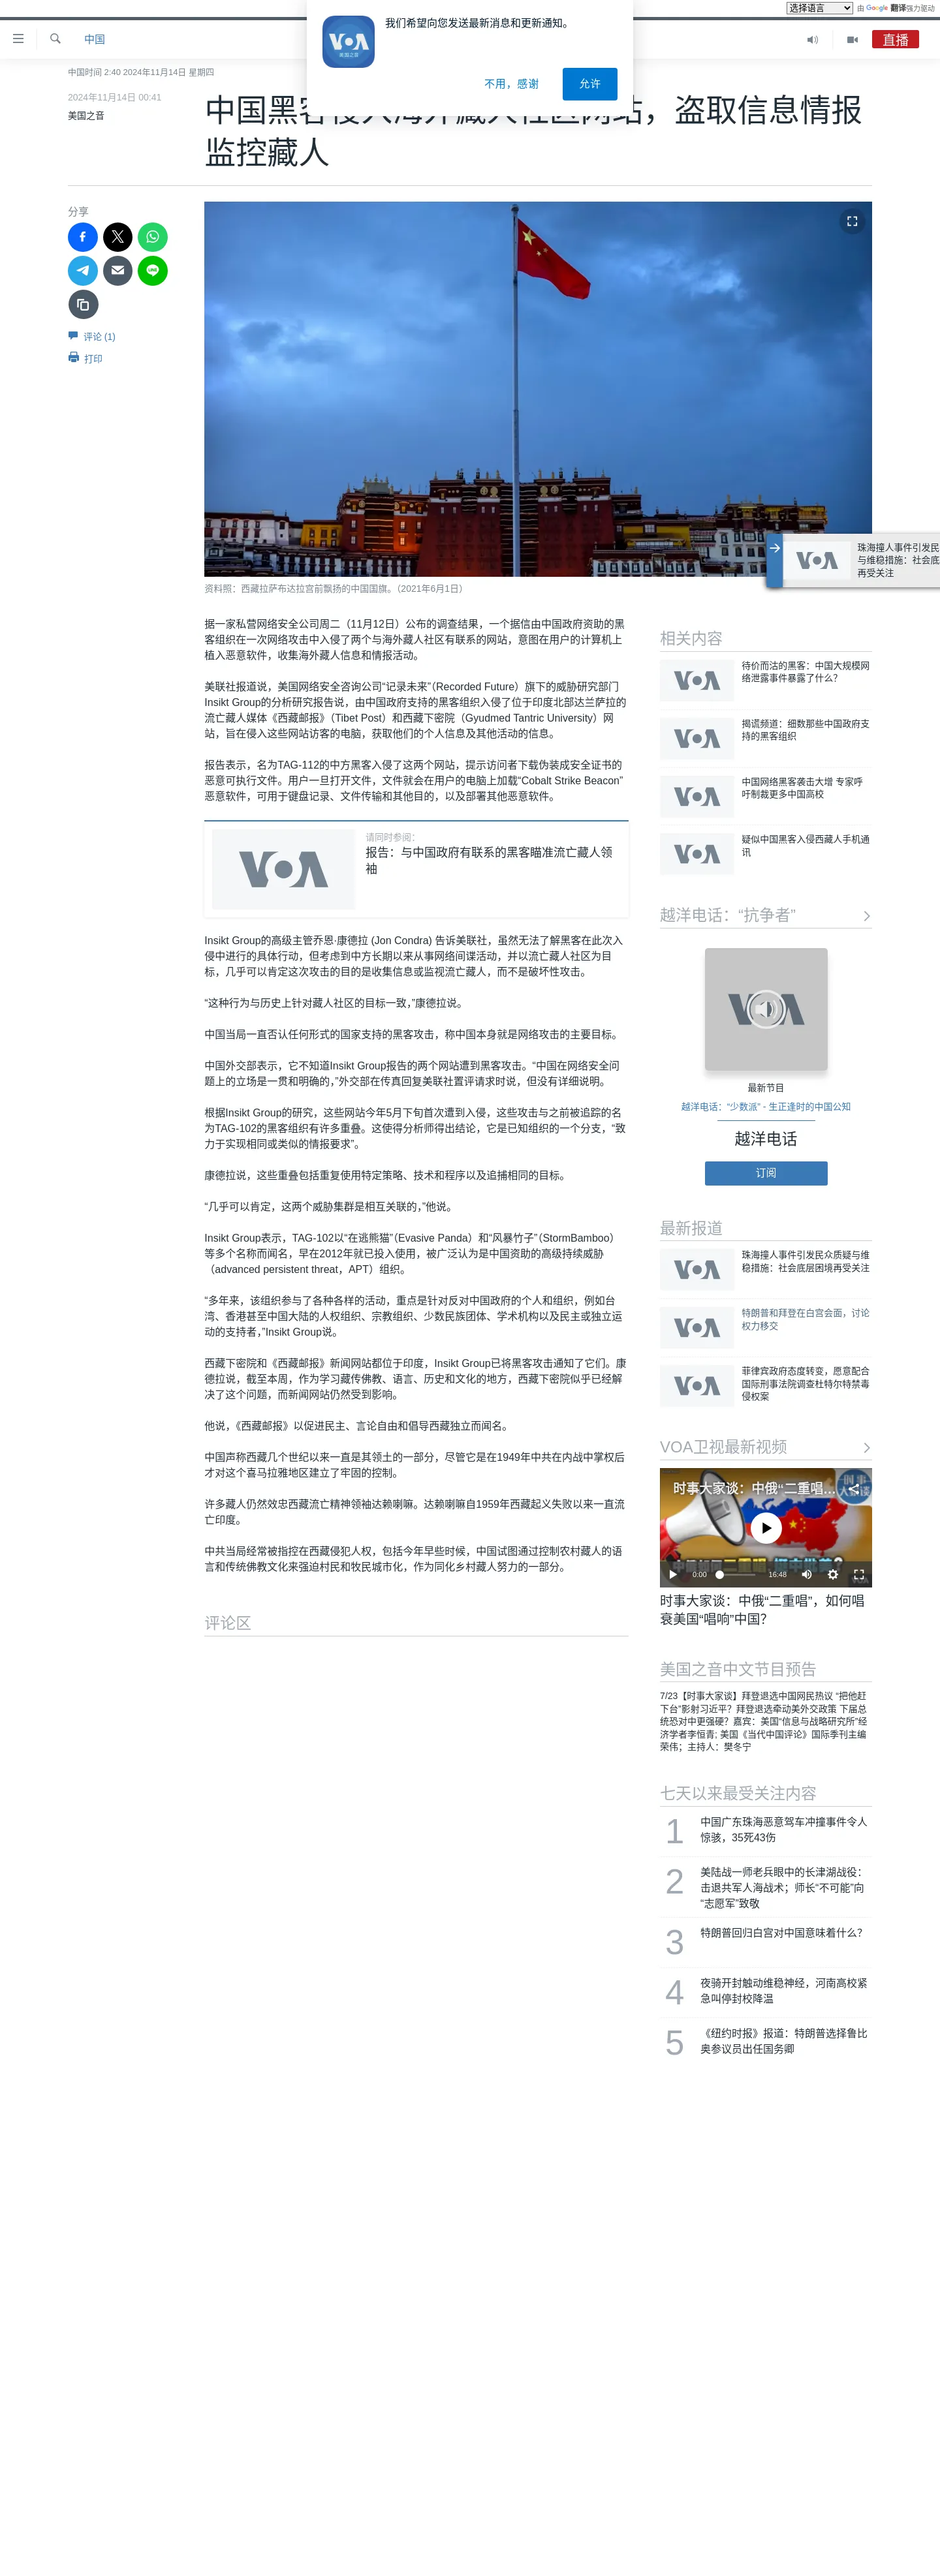 选择语言 由 Google 翻译强力驱动
中国
直播
我们希望向您发送最新消息和更新通知。
VOA
美国之音
不用，感谢
允许
中国时间 2:40 2024年11月14日 星期四
2024年11月14日 00:41
美国之音
中国黑客侵入海外藏人社区网站，盗取信息情报
监控藏人
分享
评论 (1)
打印
资料照：西藏拉萨布达拉宫前飘扬的中国国旗。（2021年6月1日）
VOA
珠海撞人事件引发民
与维稳措施：社会底
再受关注
据一家私营网络安全公司周二（11月12日）公布的调查结果，一个据信由中国政府资助的黑
客组织在一次网络攻击中入侵了两个与海外藏人社区有联系的网站，意图在用户的计算机上
植入恶意软件，收集海外藏人信息和情报活动。
美联社报道说，美国网络安全咨询公司“记录未来”（Recorded Future）旗下的威胁研究部门
Insikt Group的分析研究报告说，由中国政府支持的黑客组织入侵了位于印度北部达兰萨拉的
流亡藏人媒体《西藏邮报》（Tibet Post）和西藏下密院（Gyudmed Tantric University）网
站，旨在侵入这些网站访客的电脑，获取他们的个人信息及其他活动的信息。
报告表示，名为TAG-112的中方黑客入侵了这两个网站，提示访问者下载伪装成安全证书的
恶意可执行文件。用户一旦打开文件，文件就会在用户的电脑上加载“Cobalt Strike Beacon”
恶意软件，可用于键盘记录、文件传输和其他目的，以及部署其他恶意软件。
VOA
请同时参阅：
报告：与中国政府有联系的黑客瞄准流亡藏人领
袖
Insikt Group的高级主管乔恩·康德拉 (Jon Condra) 告诉美联社，虽然无法了解黑客在此次入
侵中进行的具体行动，但考虑到中方长期以来从事网络间谍活动，并以流亡藏人社区为目
标，几乎可以肯定这次攻击的目的是收集信息或监视流亡藏人，而不是破坏性攻击。
“这种行为与历史上针对藏人社区的目标一致，”康德拉说。
中国当局一直否认任何形式的国家支持的黑客攻击，称中国本身就是网络攻击的主要目标。
中国外交部表示，它不知道Insikt Group报告的两个网站遭到黑客攻击。“中国在网络安全问
题上的立场是一贯和明确的，”外交部在传真回复美联社置评请求时说，但没有详细说明。
根据Insikt Group的研究，这些网站今年5月下旬首次遭到入侵，这些攻击与之前被追踪的名
为TAG-102的黑客组织有许多重叠。这使得分析师得出结论，它是已知组织的一个分支，“致
力于实现相同或类似的情报要求”。
康德拉说，这些重叠包括重复使用特定策略、技术和程序以及追捕相同的目标。
“几乎可以肯定，这两个威胁集群是相互关联的，”他说。
Insikt Group表示，TAG-102以“在逃熊猫”（Evasive Panda）和“风暴竹子”（StormBamboo）
等多个名称而闻名，早在2012年就已投入使用，被广泛认为是中国资助的高级持续威胁
（advanced persistent threat，APT）组织。
“多年来，该组织参与了各种各样的活动，重点是针对反对中国政府的个人和组织，例如台
湾、香港甚至中国大陆的人权组织、宗教组织、少数民族团体、学术机构以及民主或独立运
动的支持者，”Insikt Group说。
西藏下密院和《西藏邮报》新闻网站都位于印度，Insikt Group已将黑客攻击通知了它们。康
德拉说，截至本周，作为学习藏传佛教、语言、历史和文化的地方，西藏下密院似乎已经解
决了这个问题，而新闻网站仍然受到影响。
他说，《西藏邮报》以促进民主、言论自由和倡导西藏独立而闻名。
中国声称西藏几个世纪以来一直是其领土的一部分，尽管它是在1949年中共在内战中掌权后
才对这个喜马拉雅地区建立了牢固的控制。
许多藏人仍然效忠西藏流亡精神领袖达赖喇嘛。达赖喇嘛自1959年西藏起义失败以来一直流
亡印度。
中共当局经常被指控在西藏侵犯人权，包括今年早些时候，中国试图通过控制农村藏人的语
言和传统佛教文化来强迫村民和牧民城市化，作为同化乡村藏人努力的一部分。
评论区
相关内容
VOA
待价而沽的黑客：中国大规模网
络泄露事件暴露了什么？
VOA
揭谎频道：细数那些中国政府支
持的黑客组织
VOA
中国网络黑客袭击大增 专家呼
吁制裁更多中国高校
VOA
疑似中国黑客入侵西藏人手机通
讯
越洋电话：“抗争者”
VOA
最新节目
越洋电话：“少数派” - 生正逢时的中国公知
越洋电话
订阅
最新报道
VOA
珠海撞人事件引发民众质疑与维
稳措施：社会底层困境再受关注
VOA
特朗普和拜登在白宫会面，讨论
权力移交
VOA
菲律宾政府态度转变，愿意配合
国际刑事法院调查杜特尔特禁毒
侵权案
VOA卫视最新视频
时事大家谈：中俄“二重唱...
0:00
16:48
时事大家谈：中俄“二重唱”，如何唱
衰美国“唱响”中国？
美国之音中文节目预告
7/23【时事大家谈】拜登退选中国网民热议 “把他赶
下台”影射习近平？拜登退选牵动美外交政策 下届总
统恐对中更强硬？嘉宾：美国“信息与战略研究所”经
济学者李恒青; 美国《当代中国评论》国际季刊主编
荣伟；主持人：樊冬宁
七天以来最受关注内容
1
中国广东珠海恶意驾车冲撞事件令人
惊骇，35死43伤
2
美陆战一师老兵眼中的长津湖战役：
击退共军人海战术；师长“不可能”向
“志愿军”致敬
3
特朗普回归白宫对中国意味着什么？
4
夜骑开封触动维稳神经，河南高校紧
急叫停封校降温
5
《纽约时报》报道：特朗普选择鲁比
奥参议员出任国务卿